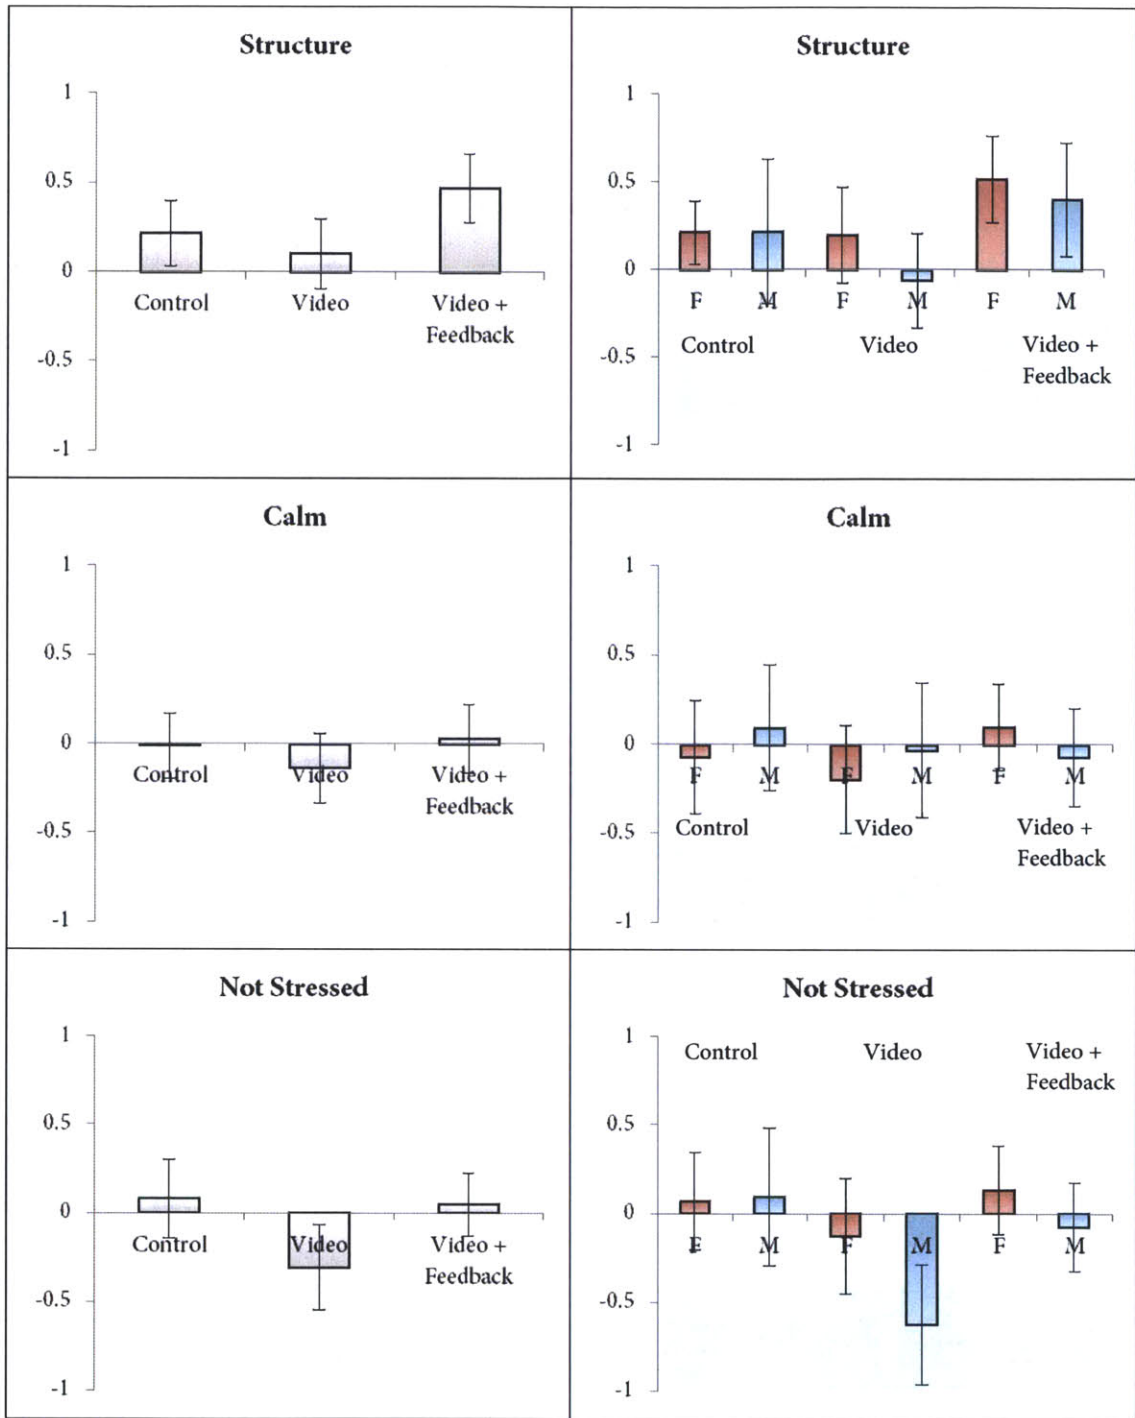 Structure
1
0.5
0
-0.5
-1
Control
Video
Video +
Feedback
Structure
1
0.5
0
-0.5
-1
F
M
F
M
F
M
Control
Video
Video +
Feedback
Calm
1
0.5
0
-0.5
-1
Control
Video
Video +
Feedback
Calm
1
0.5
0
-0.5
-1
F
M
F
M
F
M
Control
Video
Video +
Feedback
Not Stressed
1
0.5
0
-0.5
-1
Control
Video
Video +
Feedback
Not Stressed
1
0.5
0
-0.5
-1
Control
Video
Video +
Feedback
F
M
F
M
F
M